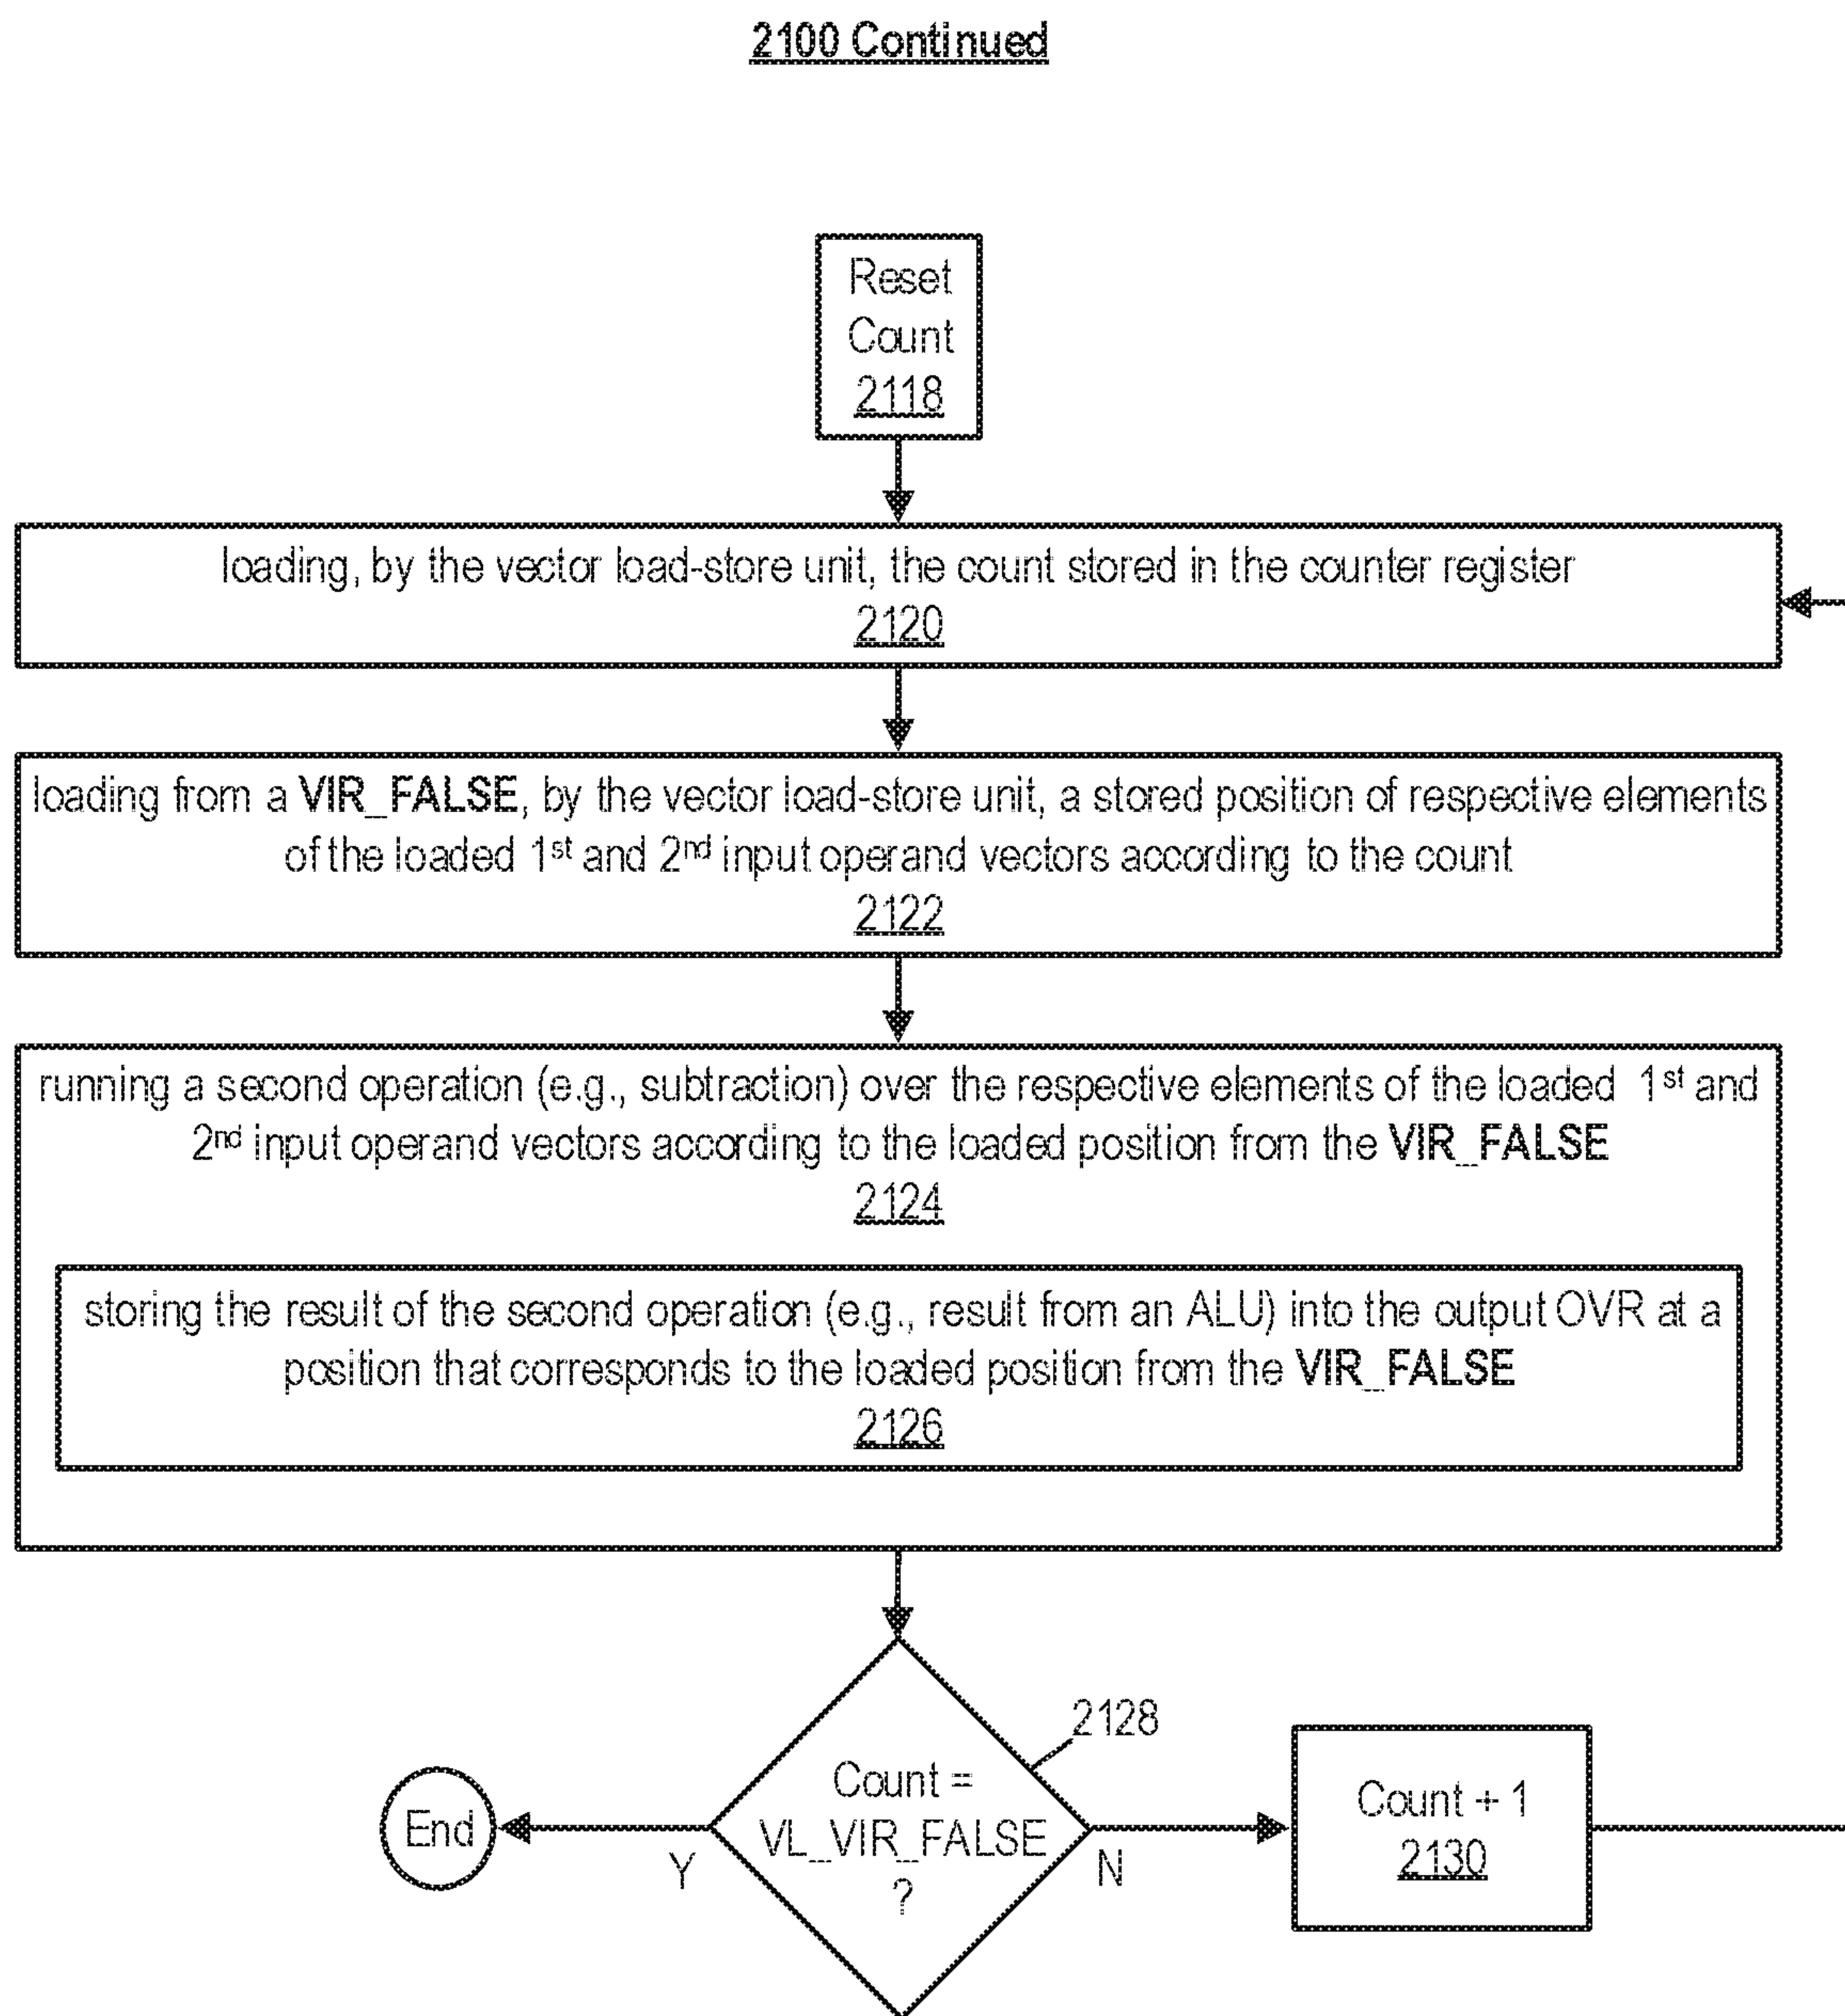 2100 Continued
Reset
Count
2118
loading, by the vector load-store unit, the count stored in the counter register
2120
loading from a VIR_FALSE, by the vector load-store unit, a stored position of respective elements
of the loaded 1st and 2nd input operand vectors according to the count
2122
running a second operation (e.g., subtraction) over the respective elements of the loaded 1st and
2nd input operand vectors according to the loaded position from the VIR_FALSE
2124
storing the result of the second operation (e.g., result from an ALU) into the output OVR at a
position that corresponds to the loaded position from the VIR_FALSE
2126
2128
Count =
VL_VIR_FALSE
?
End
Y
N
Count + 1
2130